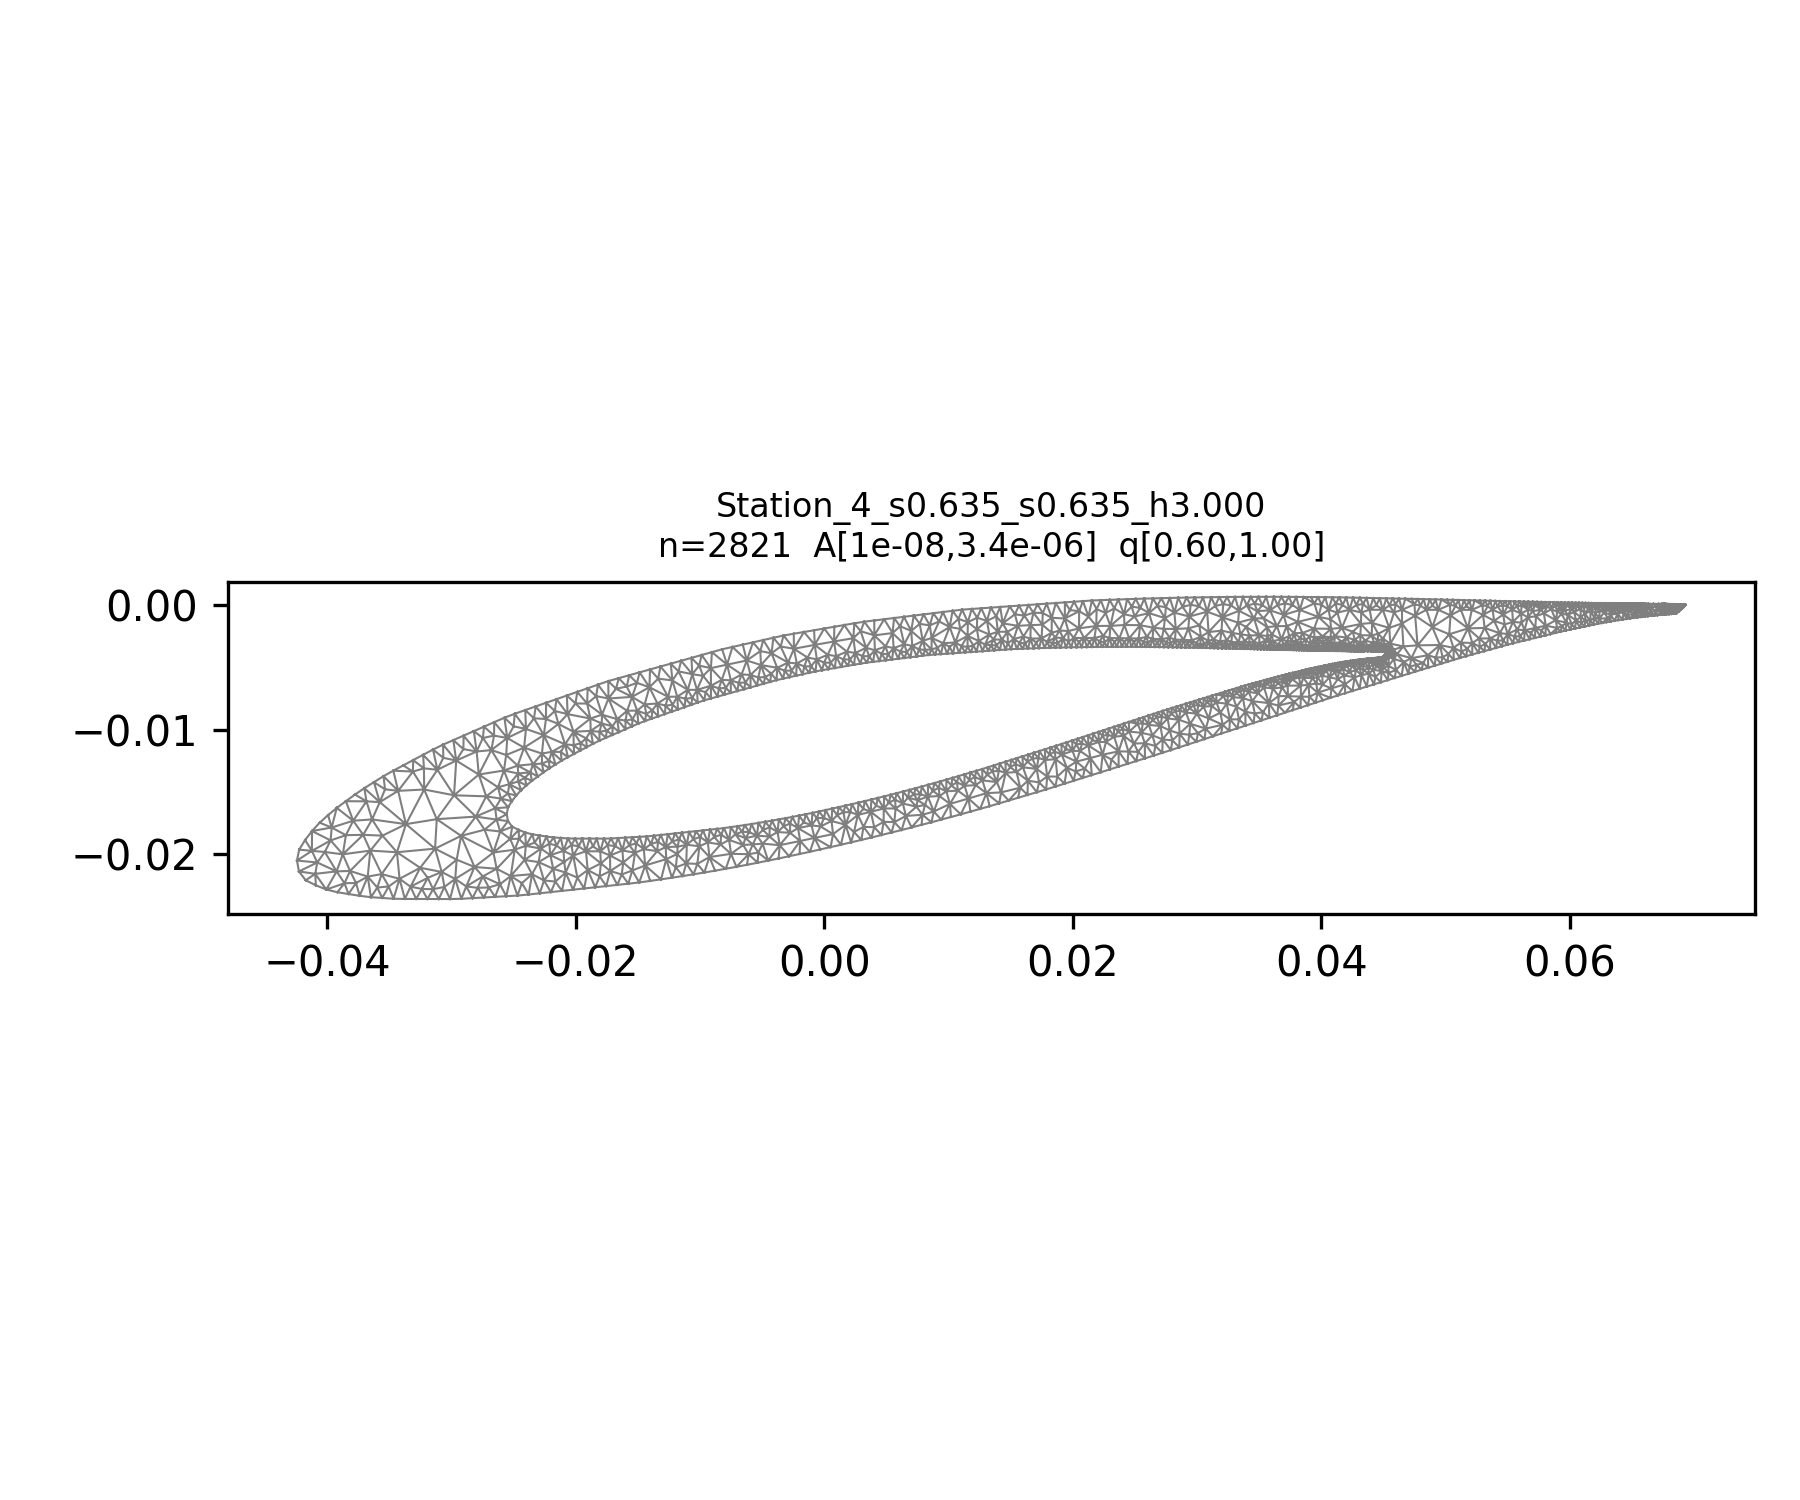 Station_4_s0.635_s0.635_h3.000
n=2821 A[1e-08,3.4e-06] q[0.60,1.00]
0.00
−0.01
−0.02
−0.04 −0.02 0.00 0.02 0.04 0.06